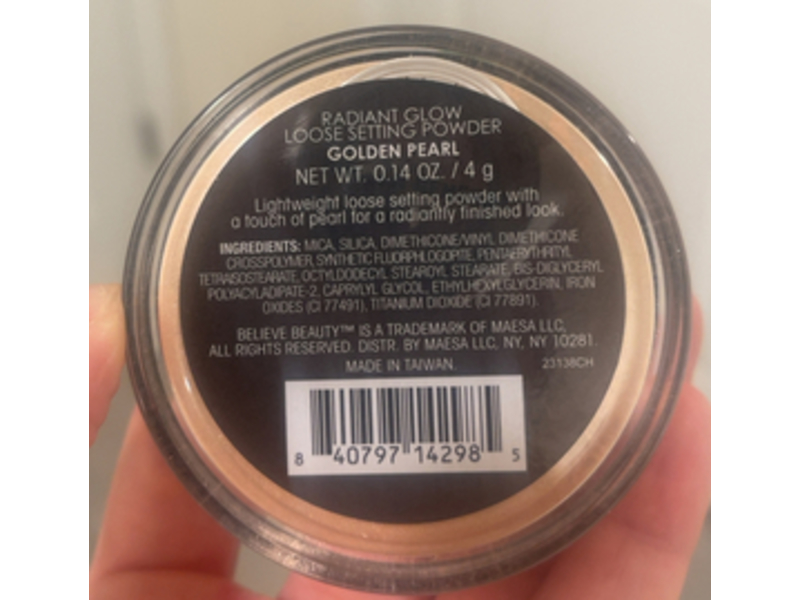 RADIANT GLOW
LOOSE SETTING POWDER
GOLDEN PEARL
NET WT. 0.14 OZ. / 4 g
Lightweight loose setting powder with
a touch of pearl for a radiantly finished look.
INGREDIENTS: MICA, SILICA, DIMETHICONE/VINYL DIMETHICONE
CROSSPOLYMER, SYNTHETIC FLUORPHLOGOPITE, PENTAERYTHRITYL
TETRAISOSTEARATE, OCTYLDODECYL STEAROYL STEARATE, BIS-DIGLYCERYL
POLYACYLADIPATE-2, CAPRYLYL GLYCOL, ETHYLHEXYLGLYCERIN, IRON
OXIDES (CI 77491), TITANIUM DIOXIDE (CI 77891).
BELIEVE BEAUTY™ IS A TRADEMARK OF MAESA LLC,
ALL RIGHTS RESERVED. DISTR. BY MAESA LLC, NY, NY 10281.
MADE IN TAIWAN.
23138CH
8 40797 14298 5